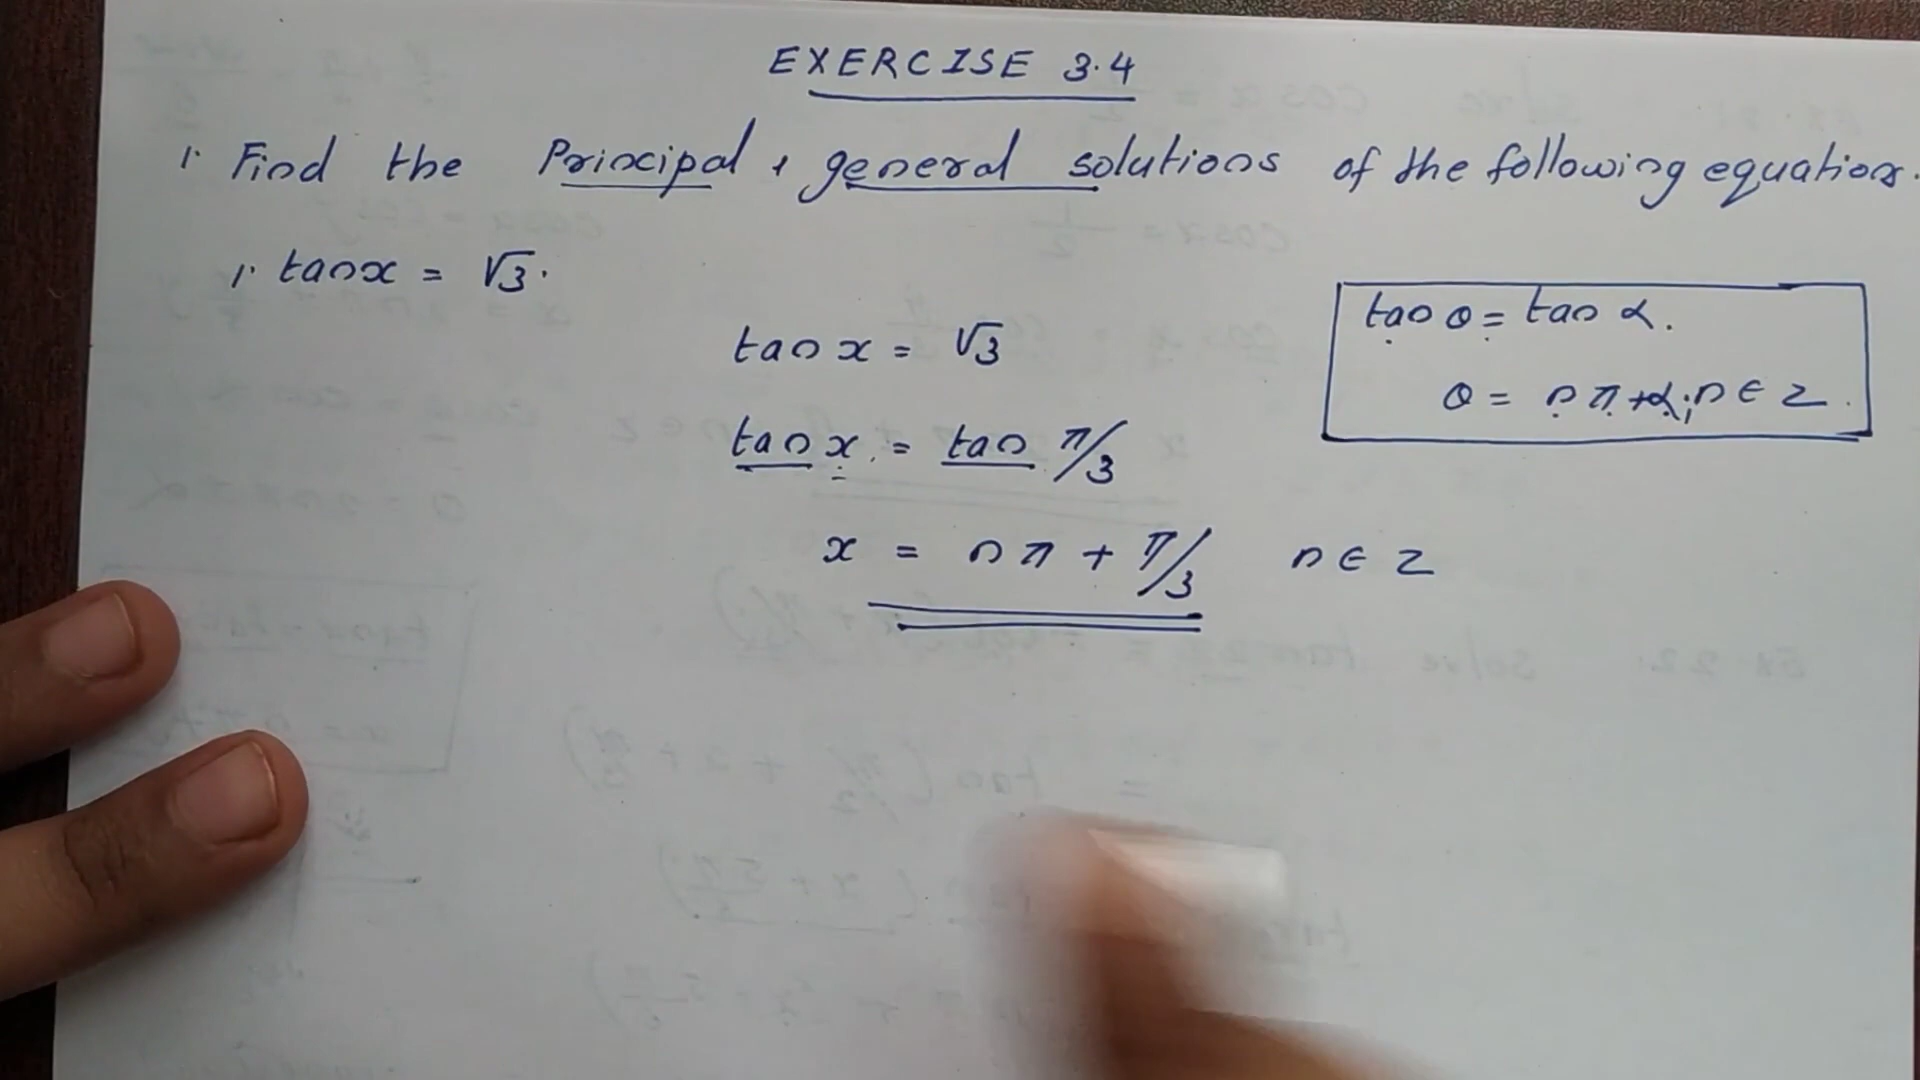 EXERCISE 3.4
1. Find the Principal & general solutions of the following equations.
1. tan x = √3.
tan x = √3
tan x = tan π/3
x = nπ + π/3 n ∈ Z
tan θ = tan α.
θ = nπ + α; n ∈ Z.